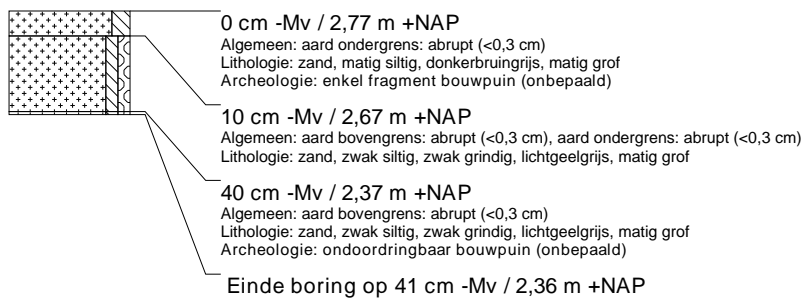 0 cm -Mv / 2,77 m +NAP
Algemeen: aard ondergrens: abrupt (<0,3 cm)
Lithologie: zand, matig siltig, donkerbruingrijs, matig grof
Archeologie: enkel fragment bouwpuin (onbepaald)
10 cm -Mv / 2,67 m +NAP
Algemeen: aard bovengrens: abrupt (<0,3 cm), aard ondergrens: abrupt (<0,3 cm)
Lithologie: zand, zwak siltig, zwak grindig, lichtgeelgrijs, matig grof
40 cm -Mv / 2,37 m +NAP
Algemeen: aard bovengrens: abrupt (<0,3 cm)
Lithologie: zand, zwak siltig, zwak grindig, lichtgeelgrijs, matig grof
Archeologie: ondoordringbaar bouwpuin (onbepaald)
Einde boring op 41 cm -Mv / 2,36 m +NAP